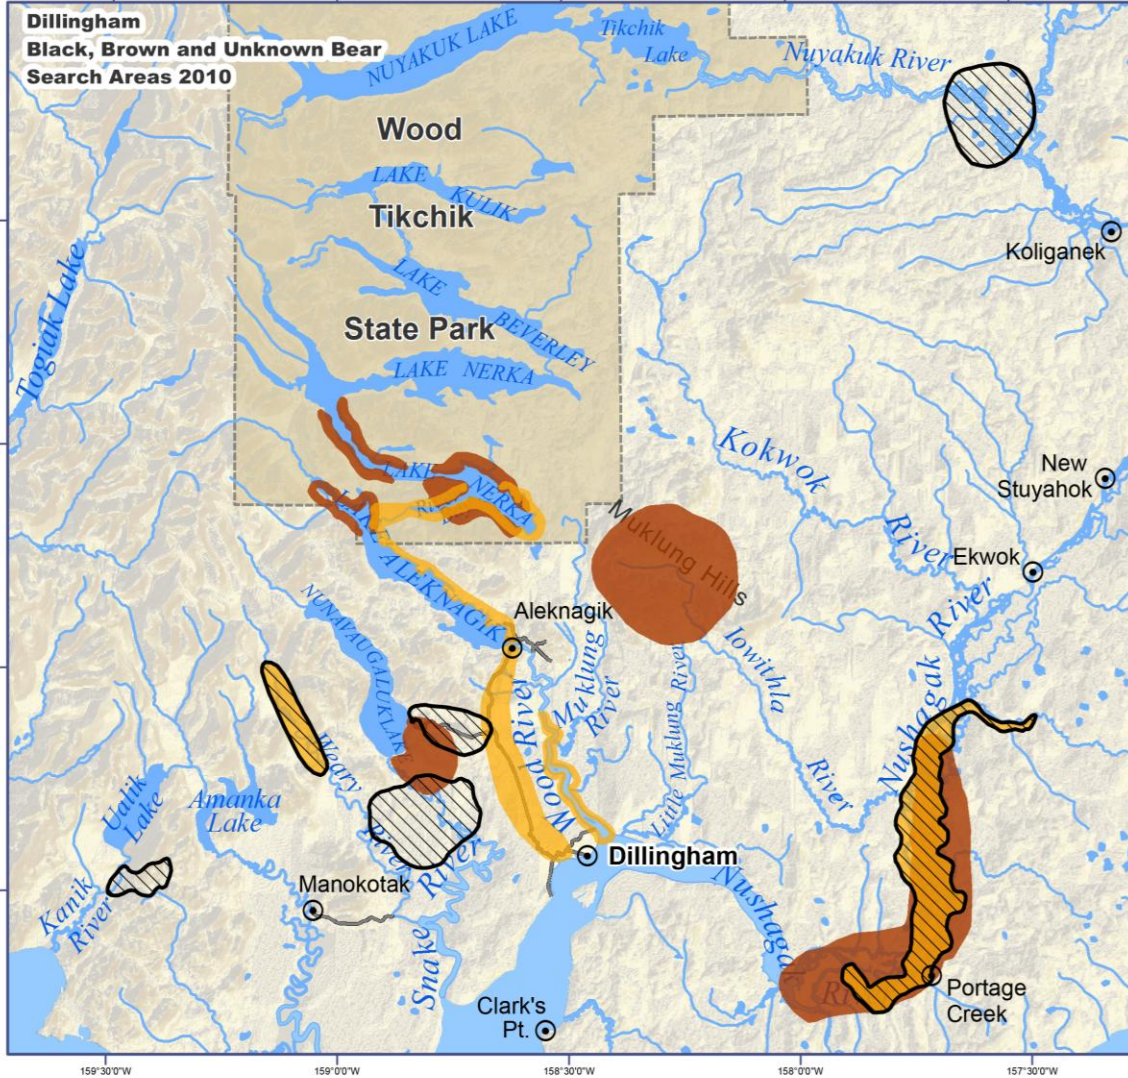 Dillingham
Black, Brown and Unknown Bear
Search Areas 2010
NUYAKUK LAKE
Tikchik
Lake
Nuyakuk River
Wood
LAKE
KULIK
Tikchik
Koliganek
Togiak Lake
LAKE
BEVERLEY
State Park
LAKE NERKA
Kokwok
River
LAKE
NERKA
New
Stuyahok
LAKE ALEKNAGIK
Muklung Hills
Ekwok
NUNAVAUGALUK LAKE
Aleknagik
Muklung
River
Iowithla
River
Nushagak
River
Wood
River
Little Muklung River
Weary
River
Ualik
Lake
Amanka
Lake
Dillingham
Manokotak
Kanik
River
Snake
River
Nushagak
Clark's
Pt.
Portage
Creek
159°30'0"W
159°0'0"W
158°30'0"W
158°0'0"W
157°30'0"W